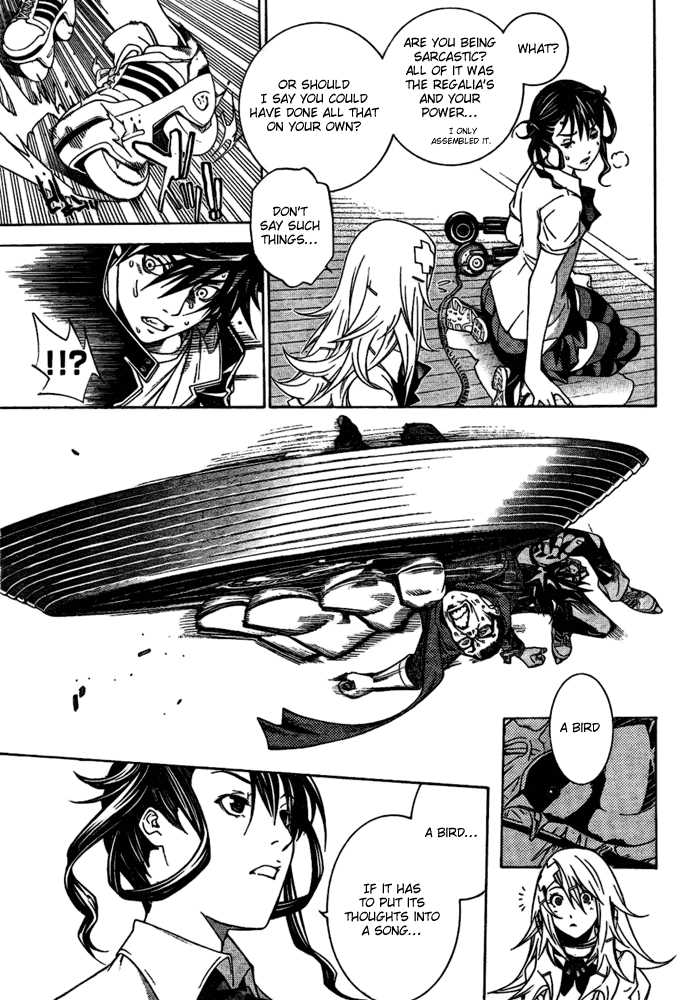 WHAT?
ARE YOU BEING
SARCASTIC?
ALL OF IT WAS
THE REGALIA'S
AND YOUR
POWER...
I ONLY
ASSEMBLED IT.
OR SHOULD
I SAY YOU COULD
HAVE DONE ALL THAT
ON YOUR OWN?
DON'T
SAY SUCH
THINGS...
!!?
A BIRD
A BIRD...
IF IT HAS
TO PUT ITS
THOUGHTS INTO
A SONG...